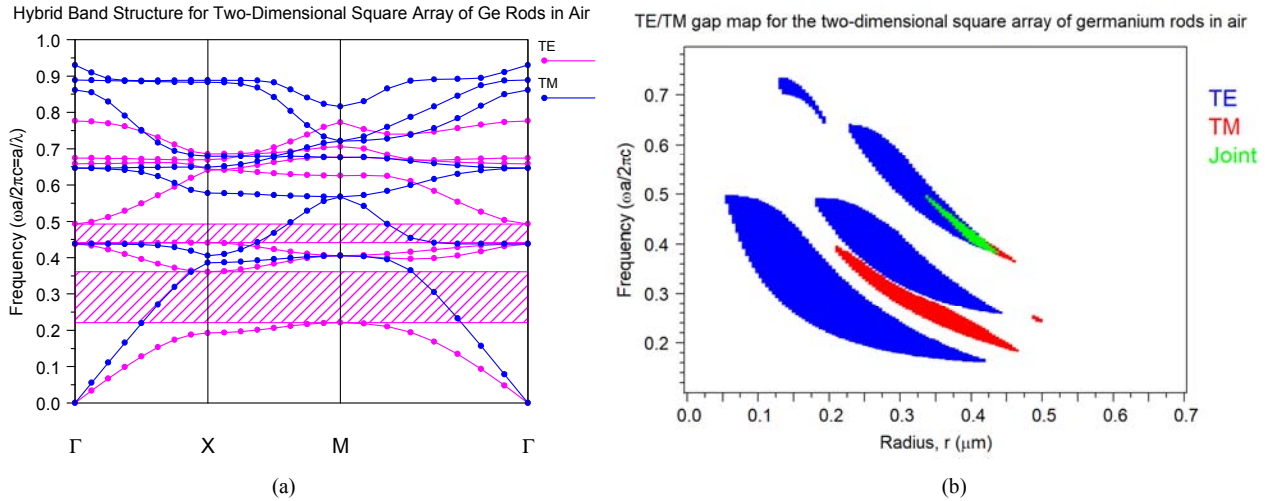 Hybrid Band Structure for Two-Dimensional Square Array of Ge Rods in Air
TE
TM
Frequency (ωa/2πc=a/λ)
1.0
0.9
0.8
0.7
0.6
0.5
0.4
0.3
0.2
0.1
0.0
Γ X M Γ
(a)
TE/TM gap map for the two-dimensional square array of germanium rods in air
TE
TM
Joint
Frequency (ωa/2πc)
0.7
0.6
0.5
0.4
0.3
0.2
0.0 0.1 0.2 0.3 0.4 0.5 0.6 0.7
Radius, r (μm)
(b)